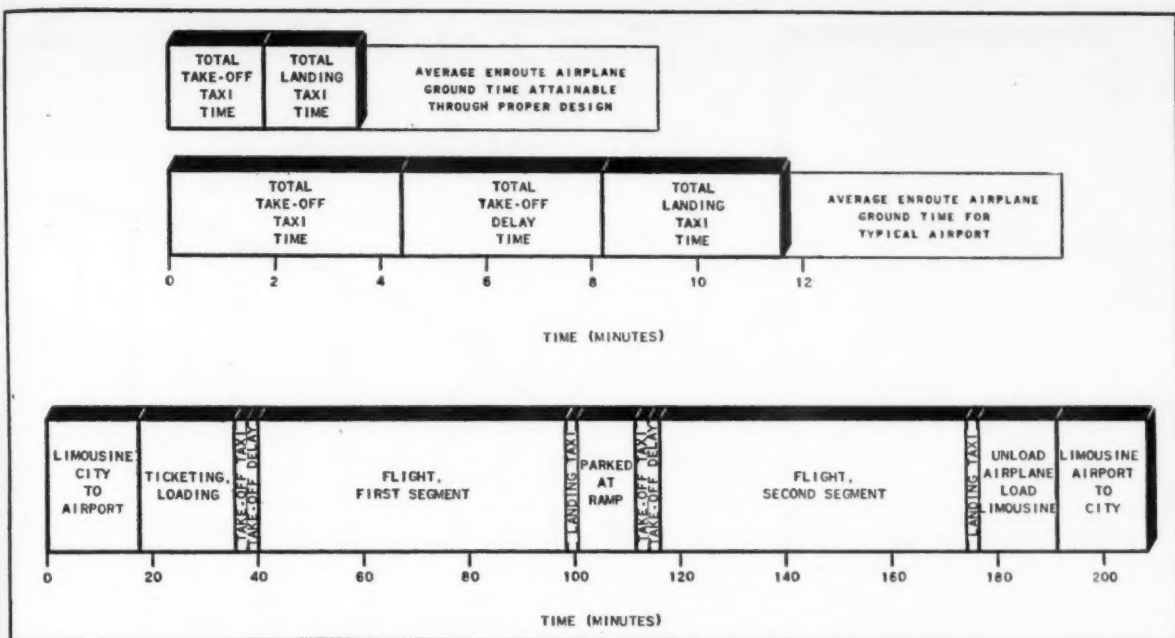 TOTAL
TAKE-OFF
TAXI
TIME
TOTAL
LANDING
TAXI
TIME
AVERAGE ENROUTE AIRPLANE
GROUND TIME ATTAINABLE
THROUGH PROPER DESIGN
TOTAL
TAKE-OFF
TAXI
TIME
TOTAL
TAKE-OFF
DELAY
TIME
TOTAL
LANDING
TAXI
TIME
AVERAGE ENROUTE AIRPLANE
GROUND TIME FOR
TYPICAL AIRPORT
0 2 4 6 8 10 12
TIME (MINUTES)
LIMOUSINE
CITY
TO
AIRPORT
TICKETING,
LOADING
TAKE-OFF TAXI
TAKE-OFF DELAY
FLIGHT,
FIRST SEGMENT
LANDING TAXI
PARKED
AT
RAMP
TAKE-OFF TAXI
TAKE-OFF DELAY
FLIGHT,
SECOND SEGMENT
LANDING TAXI
UNLOAD
AIRPLANE
LOAD
LIMOUSINE
LIMOUSINE
AIRPORT
TO
CITY
0 20 40 60 80 100 120 140 160 180 200
TIME (MINUTES)